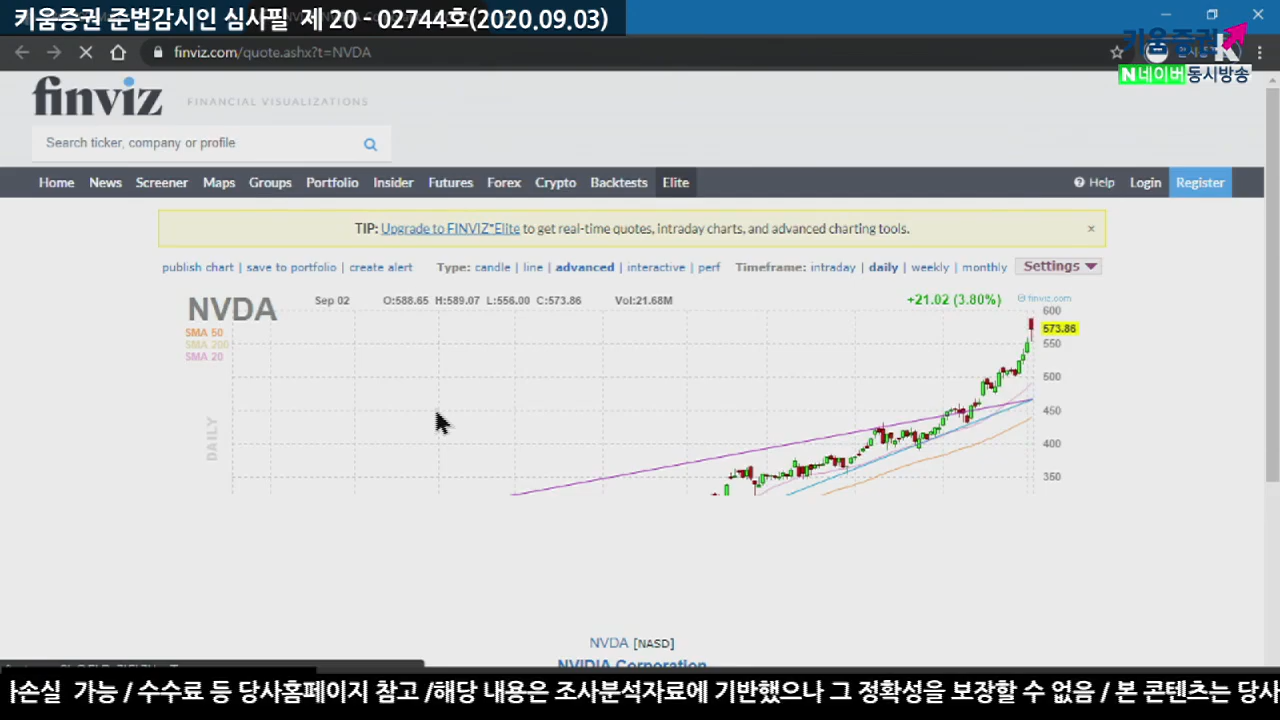 키움증권 준법감시인 심사필 제 20 - 02744호(2020.09.03)
finviz.com/quote.ashx?t=NVDA
키움증권
N네이버동시방송
finviz FINANCIAL VISUALIZATIONS
Search ticker, company or profile
Home News Screener Maps Groups Portfolio Insider Futures Forex Crypto Backtests Elite Help Login Register
TIP: Upgrade to FINVIZ*Elite to get real-time quotes, intraday charts, and advanced charting tools. ×
publish chart | save to portfolio | create alert Type: candle | line | advanced | interactive | perf Timeframe: intraday | daily | weekly | monthly Settings
NVDA Sep 02 O:588.65 H:589.07 L:556.00 C:573.86 Vol:21.68M +21.02 (3.80%) © finviz.com
SMA 50
SMA 200
SMA 20
600
573.86
550
500
450
400
350
DAILY
NVDA [NASD]
NVIDIA Corporation
손실 가능 / 수수료 등 당사홈페이지 참고 /해당 내용은 조사분석자료에 기반했으나 그 정확성을 보장할 수 없음 / 본 콘텐츠는 당사